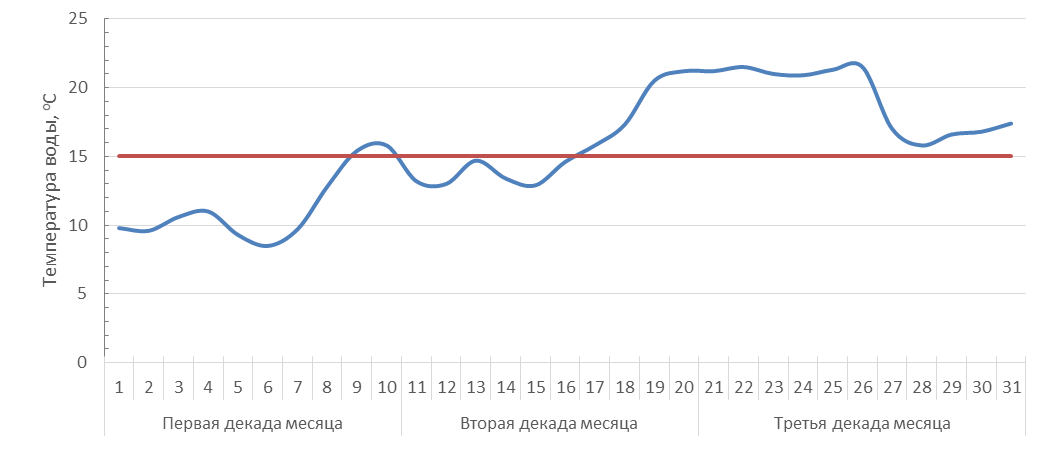 25
20
15
10
5
0
Температура воды, °C
1 2 3 4 5 6 7 8 9 10 11 12 13 14 15 16 17 18 19 20 21 22 23 24 25 26 27 28 29 30 31
Первая декада месяца Вторая декада месяца Третья декада месяца